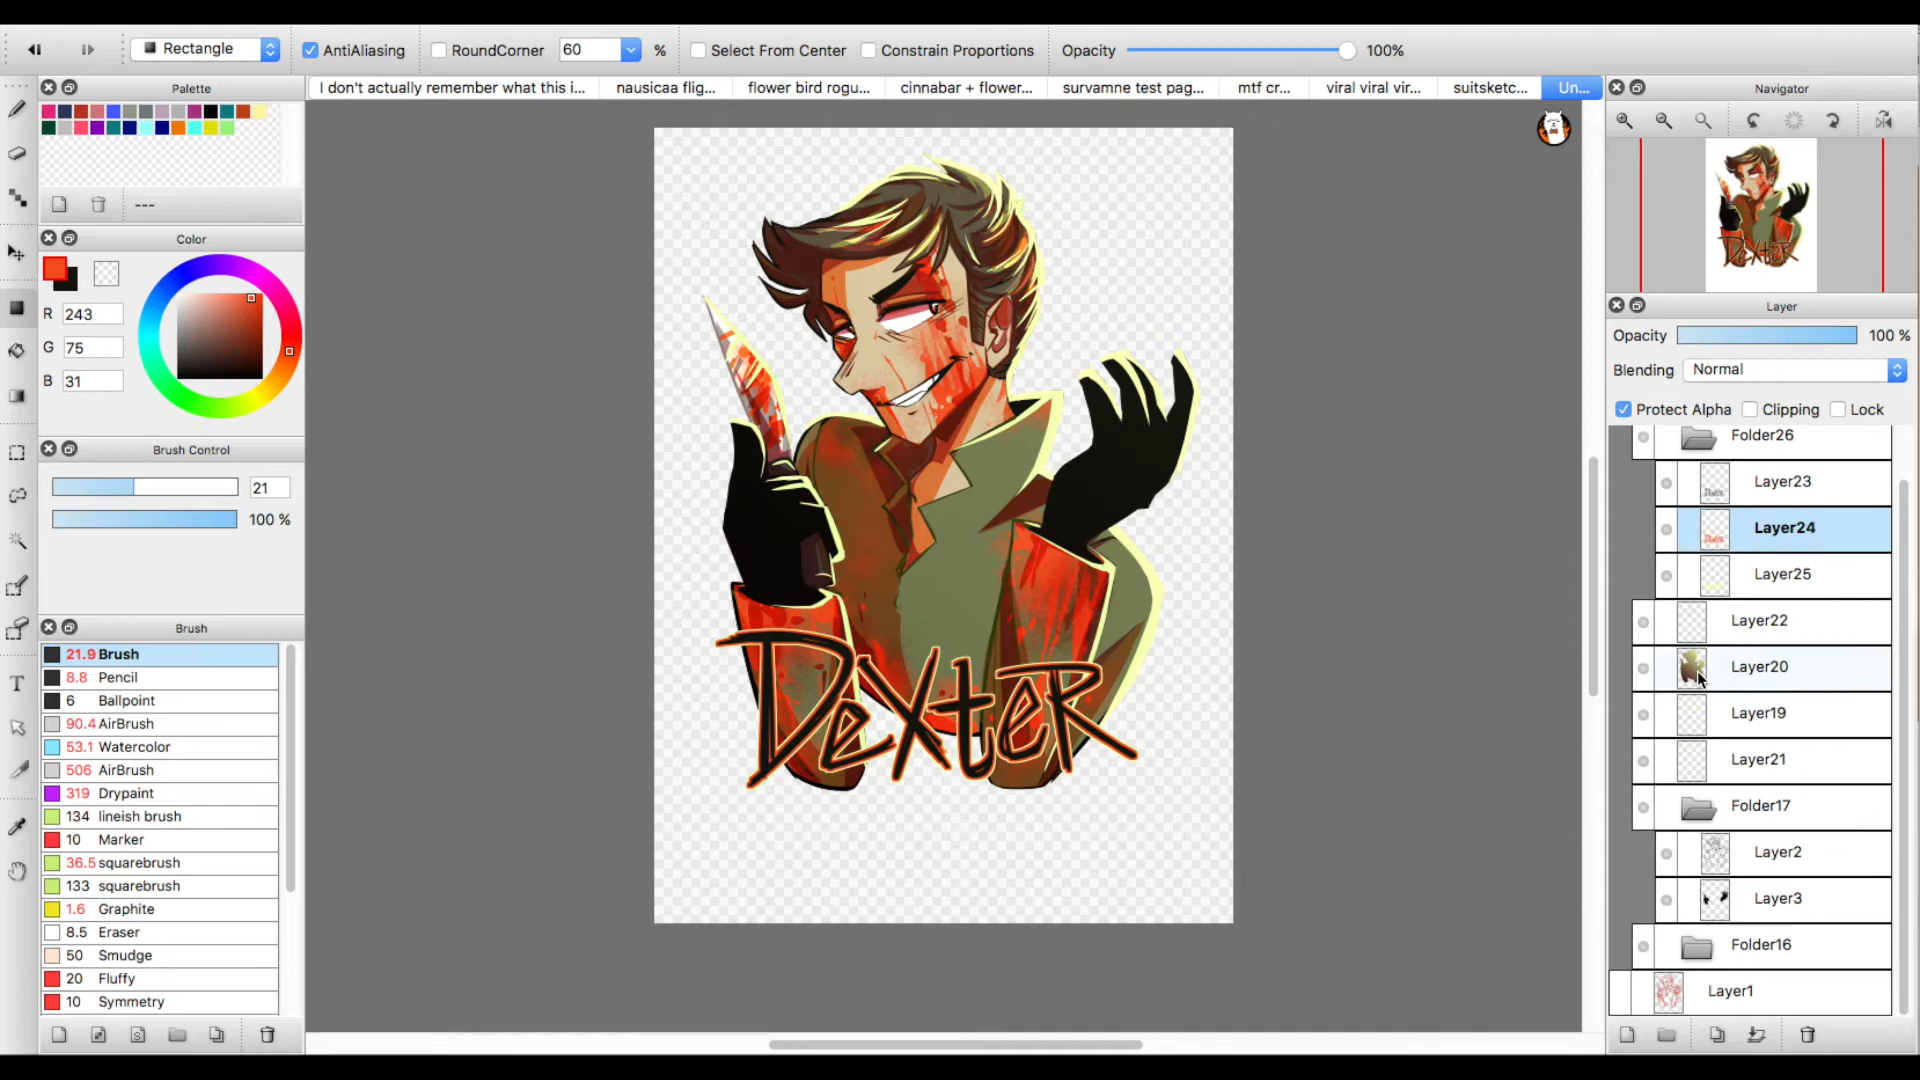 Rectangle
AntiAliasing
RoundCorner
60
%
Select From Center
Constrain Proportions
Opacity
100%
Palette
I don't actually remember what this i...
nausicaa flig...
flower bird rogu...
cinnabar + flower...
survamne test pag...
mtf cr...
viral viral vir...
suitsketc...
Un...
Navigator
---
Color
R 243
G 75
B 31
Brush Control
21
100 %
Brush
21.9 Brush
8.8 Pencil
6 Ballpoint
90.4 AirBrush
53.1 Watercolor
506 AirBrush
319 Drypaint
134 lineish brush
10 Marker
36.5 squarebrush
133 squarebrush
1.6 Graphite
8.5 Eraser
50 Smudge
20 Fluffy
10 Symmetry
S
T
DeXteR
DeXteR
Layer
Opacity
100 %
Blending
Normal
Protect Alpha
Clipping
Lock
Folder26
Layer23
Layer24
Layer25
Layer22
Layer20
Layer19
Layer21
Folder17
Layer2
Layer3
Folder16
Layer1